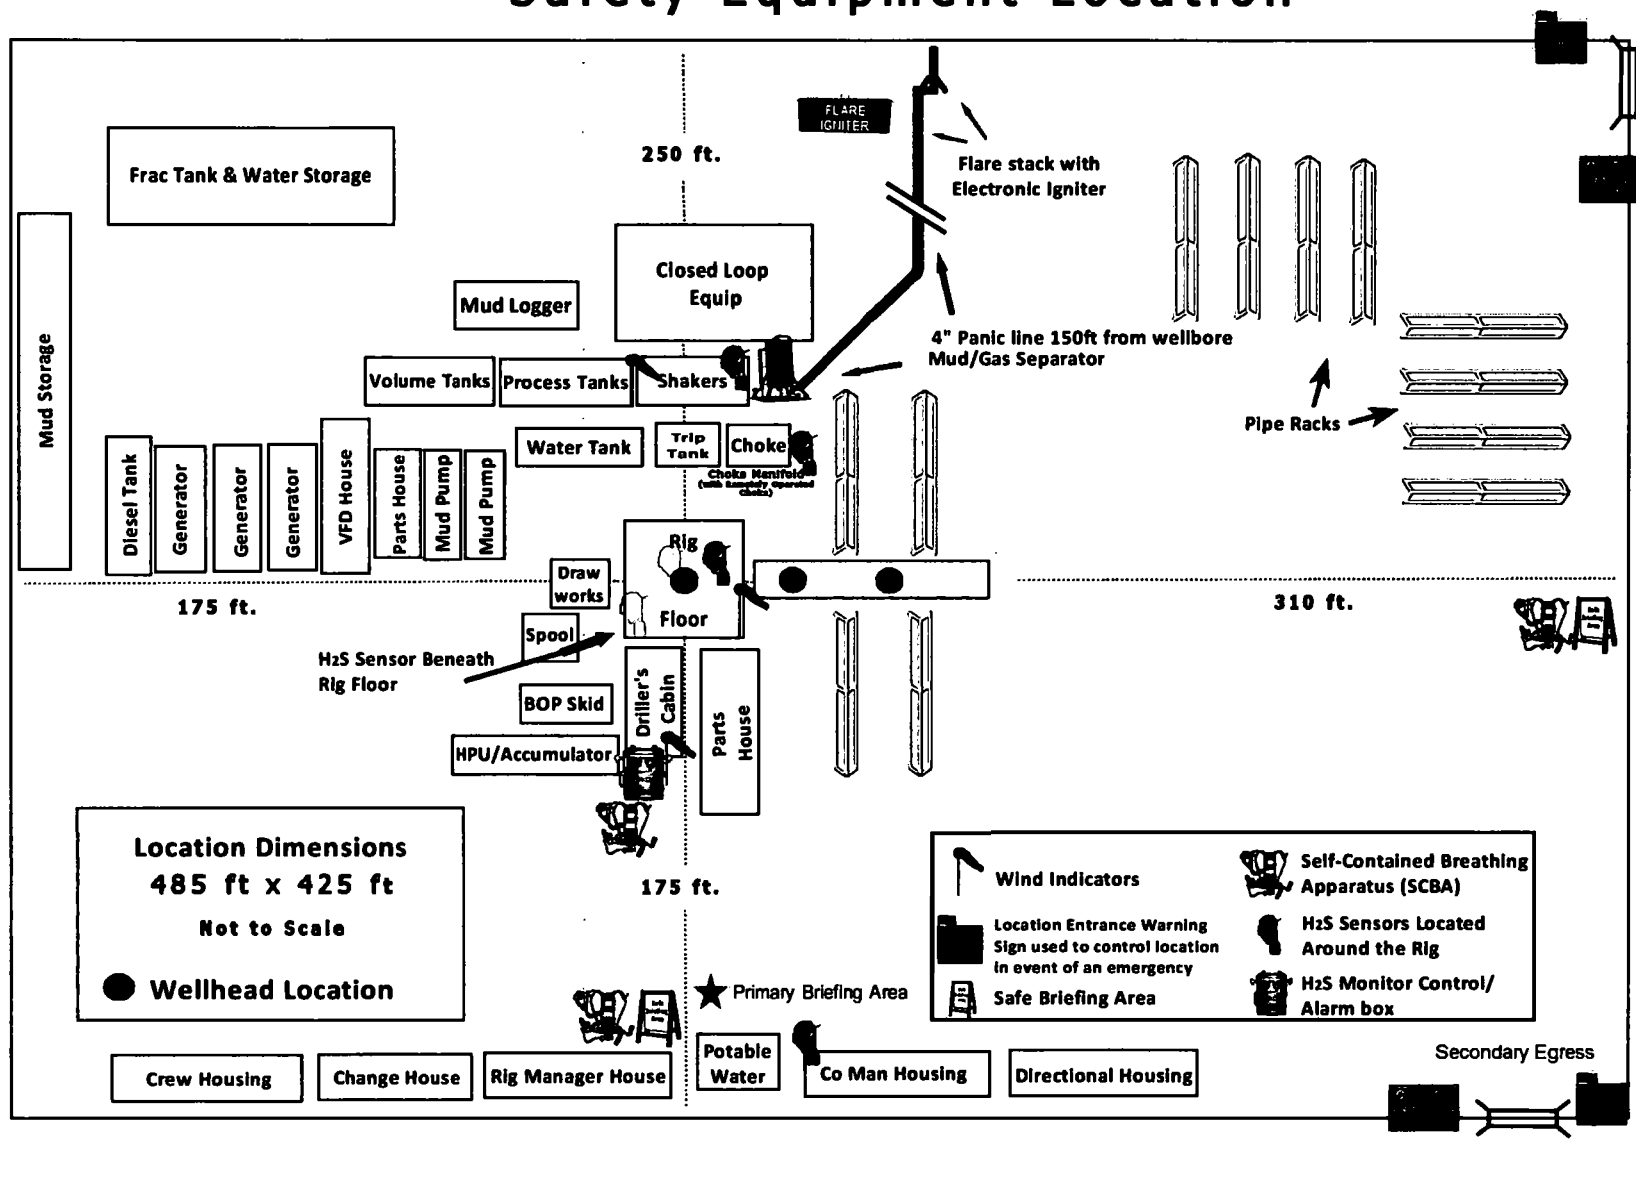 Safety Equipment Location
FLARE
IGNITER
250 ft.
Flare stack with
Electronic Igniter
Frac Tank & Water Storage
Closed Loop
Equip
Mud Logger
4" Panic line 150ft from wellbore
Mud/Gas Separator
Mud Storage
Volume Tanks
Process Tanks
Shakers
Pipe Racks
Water Tank
Trip
Tank
Choke
Choke Manifold
(with Remotely Operated
Choke)
Diesel Tank
Generator
Generator
Generator
VFD House
Parts House
Mud Pump
Mud Pump
Rig
Floor
Draw
works
175 ft.
310 ft.
Spool
H2S Sensor Beneath
Rig Floor
BOP Skid
Driller's
Cabin
Parts
House
HPU/Accumulator
Location Dimensions
485 ft x 425 ft
Not to Scale
Wellhead Location
175 ft.
Wind Indicators
Location Entrance Warning
Sign used to control location
in event of an emergency
Safe Briefing Area
Self-Contained Breathing
Apparatus (SCBA)
H2S Sensors Located
Around the Rig
H2S Monitor Control/
Alarm box
Primary Briefing Area
Secondary Egress
Crew Housing
Change House
Rig Manager House
Potable
Water
Co Man Housing
Directional Housing